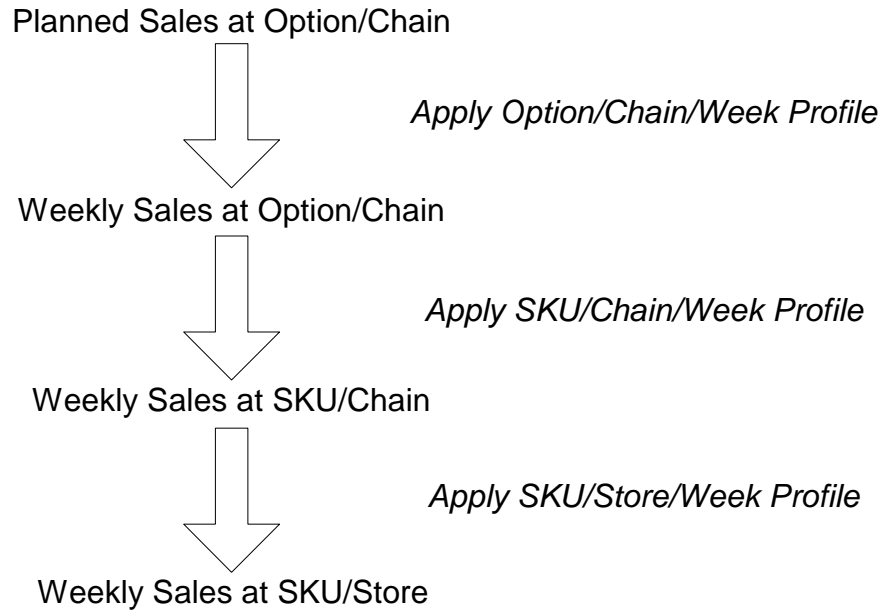 Planned Sales at Option/Chain
Apply Option/Chain/Week Profile
Weekly Sales at Option/Chain
Apply SKU/Chain/Week Profile
Weekly Sales at SKU/Chain
Apply SKU/Store/Week Profile
Weekly Sales at SKU/Store